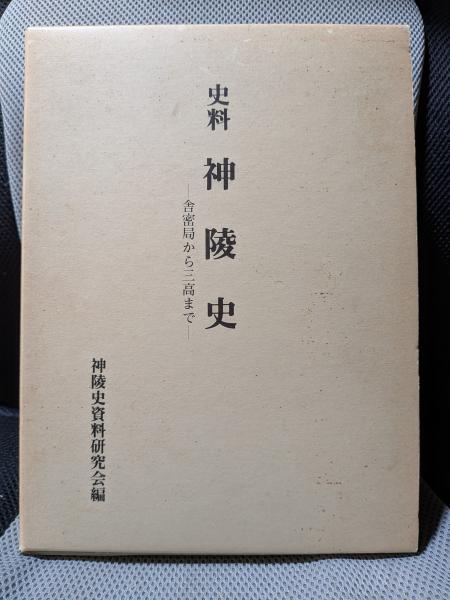 史料 神陵史
―舎密局から三高まで―
神陵史資料研究会編